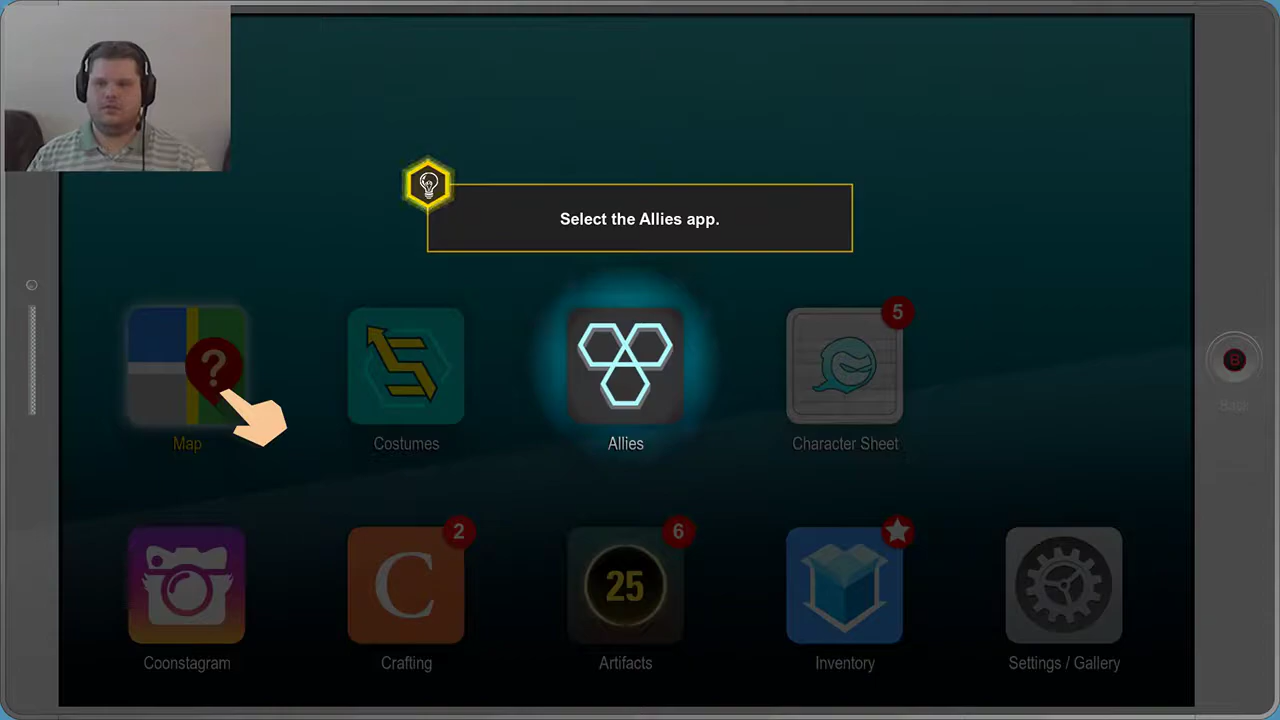 Select the Allies app.
5
?
B
Back
Map
Costumes
Allies
Character Sheet
2
6
C
25
Coonstagram
Crafting
Artifacts
Inventory
Settings / Gallery